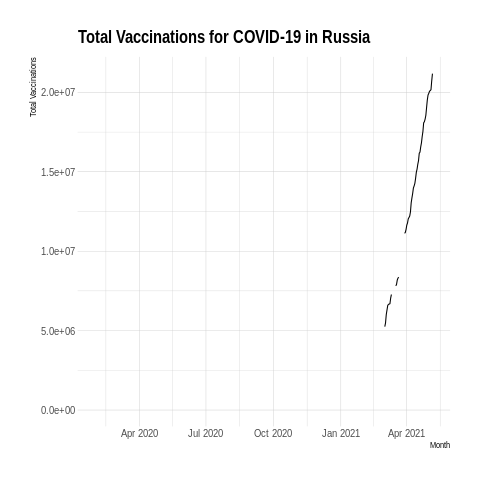 Total Vaccinations for COVID-19 in Russia
Total Vaccinations
2.0e+07
1.5e+07
1.0e+07
5.0e+06
0.0e+00
Apr 2020 Jul 2020 Oct 2020 Jan 2021 Apr 2021
Month